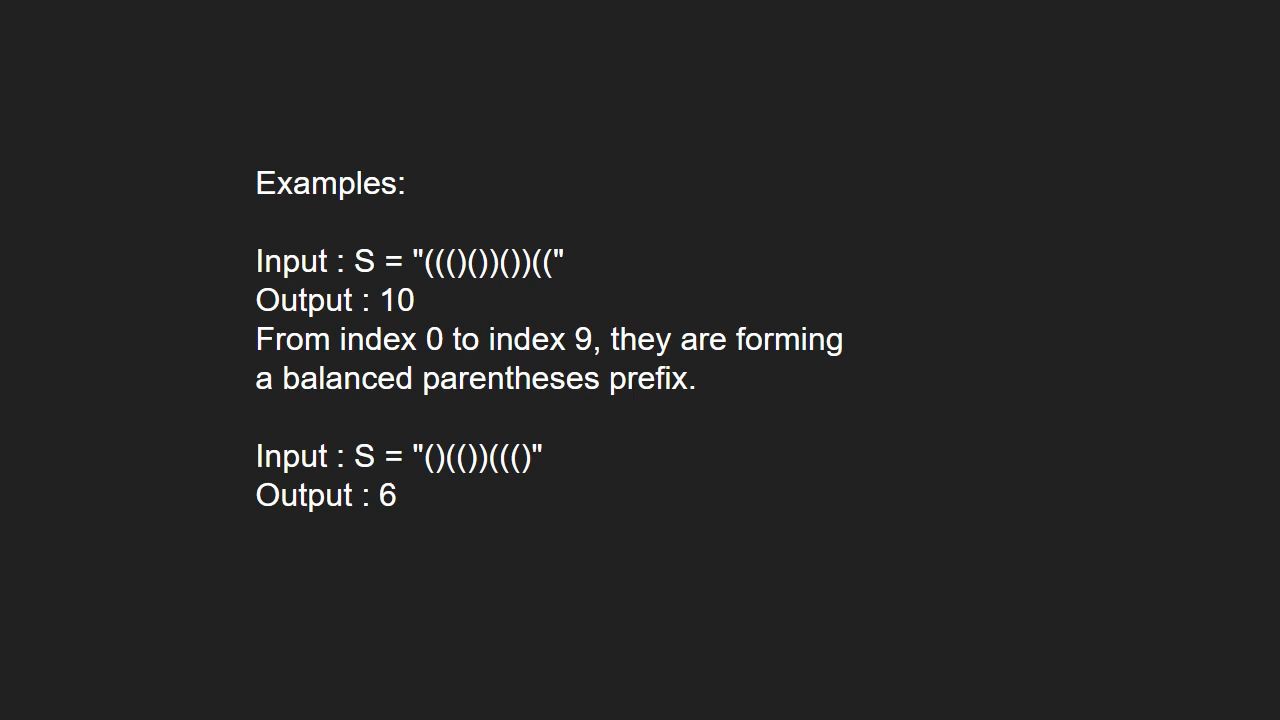 Examples:
Input : S = "((()())())(("
Output : 10
From index 0 to index 9, they are forming
a balanced parentheses prefix.
Input : S = "()(())((()"
Output : 6